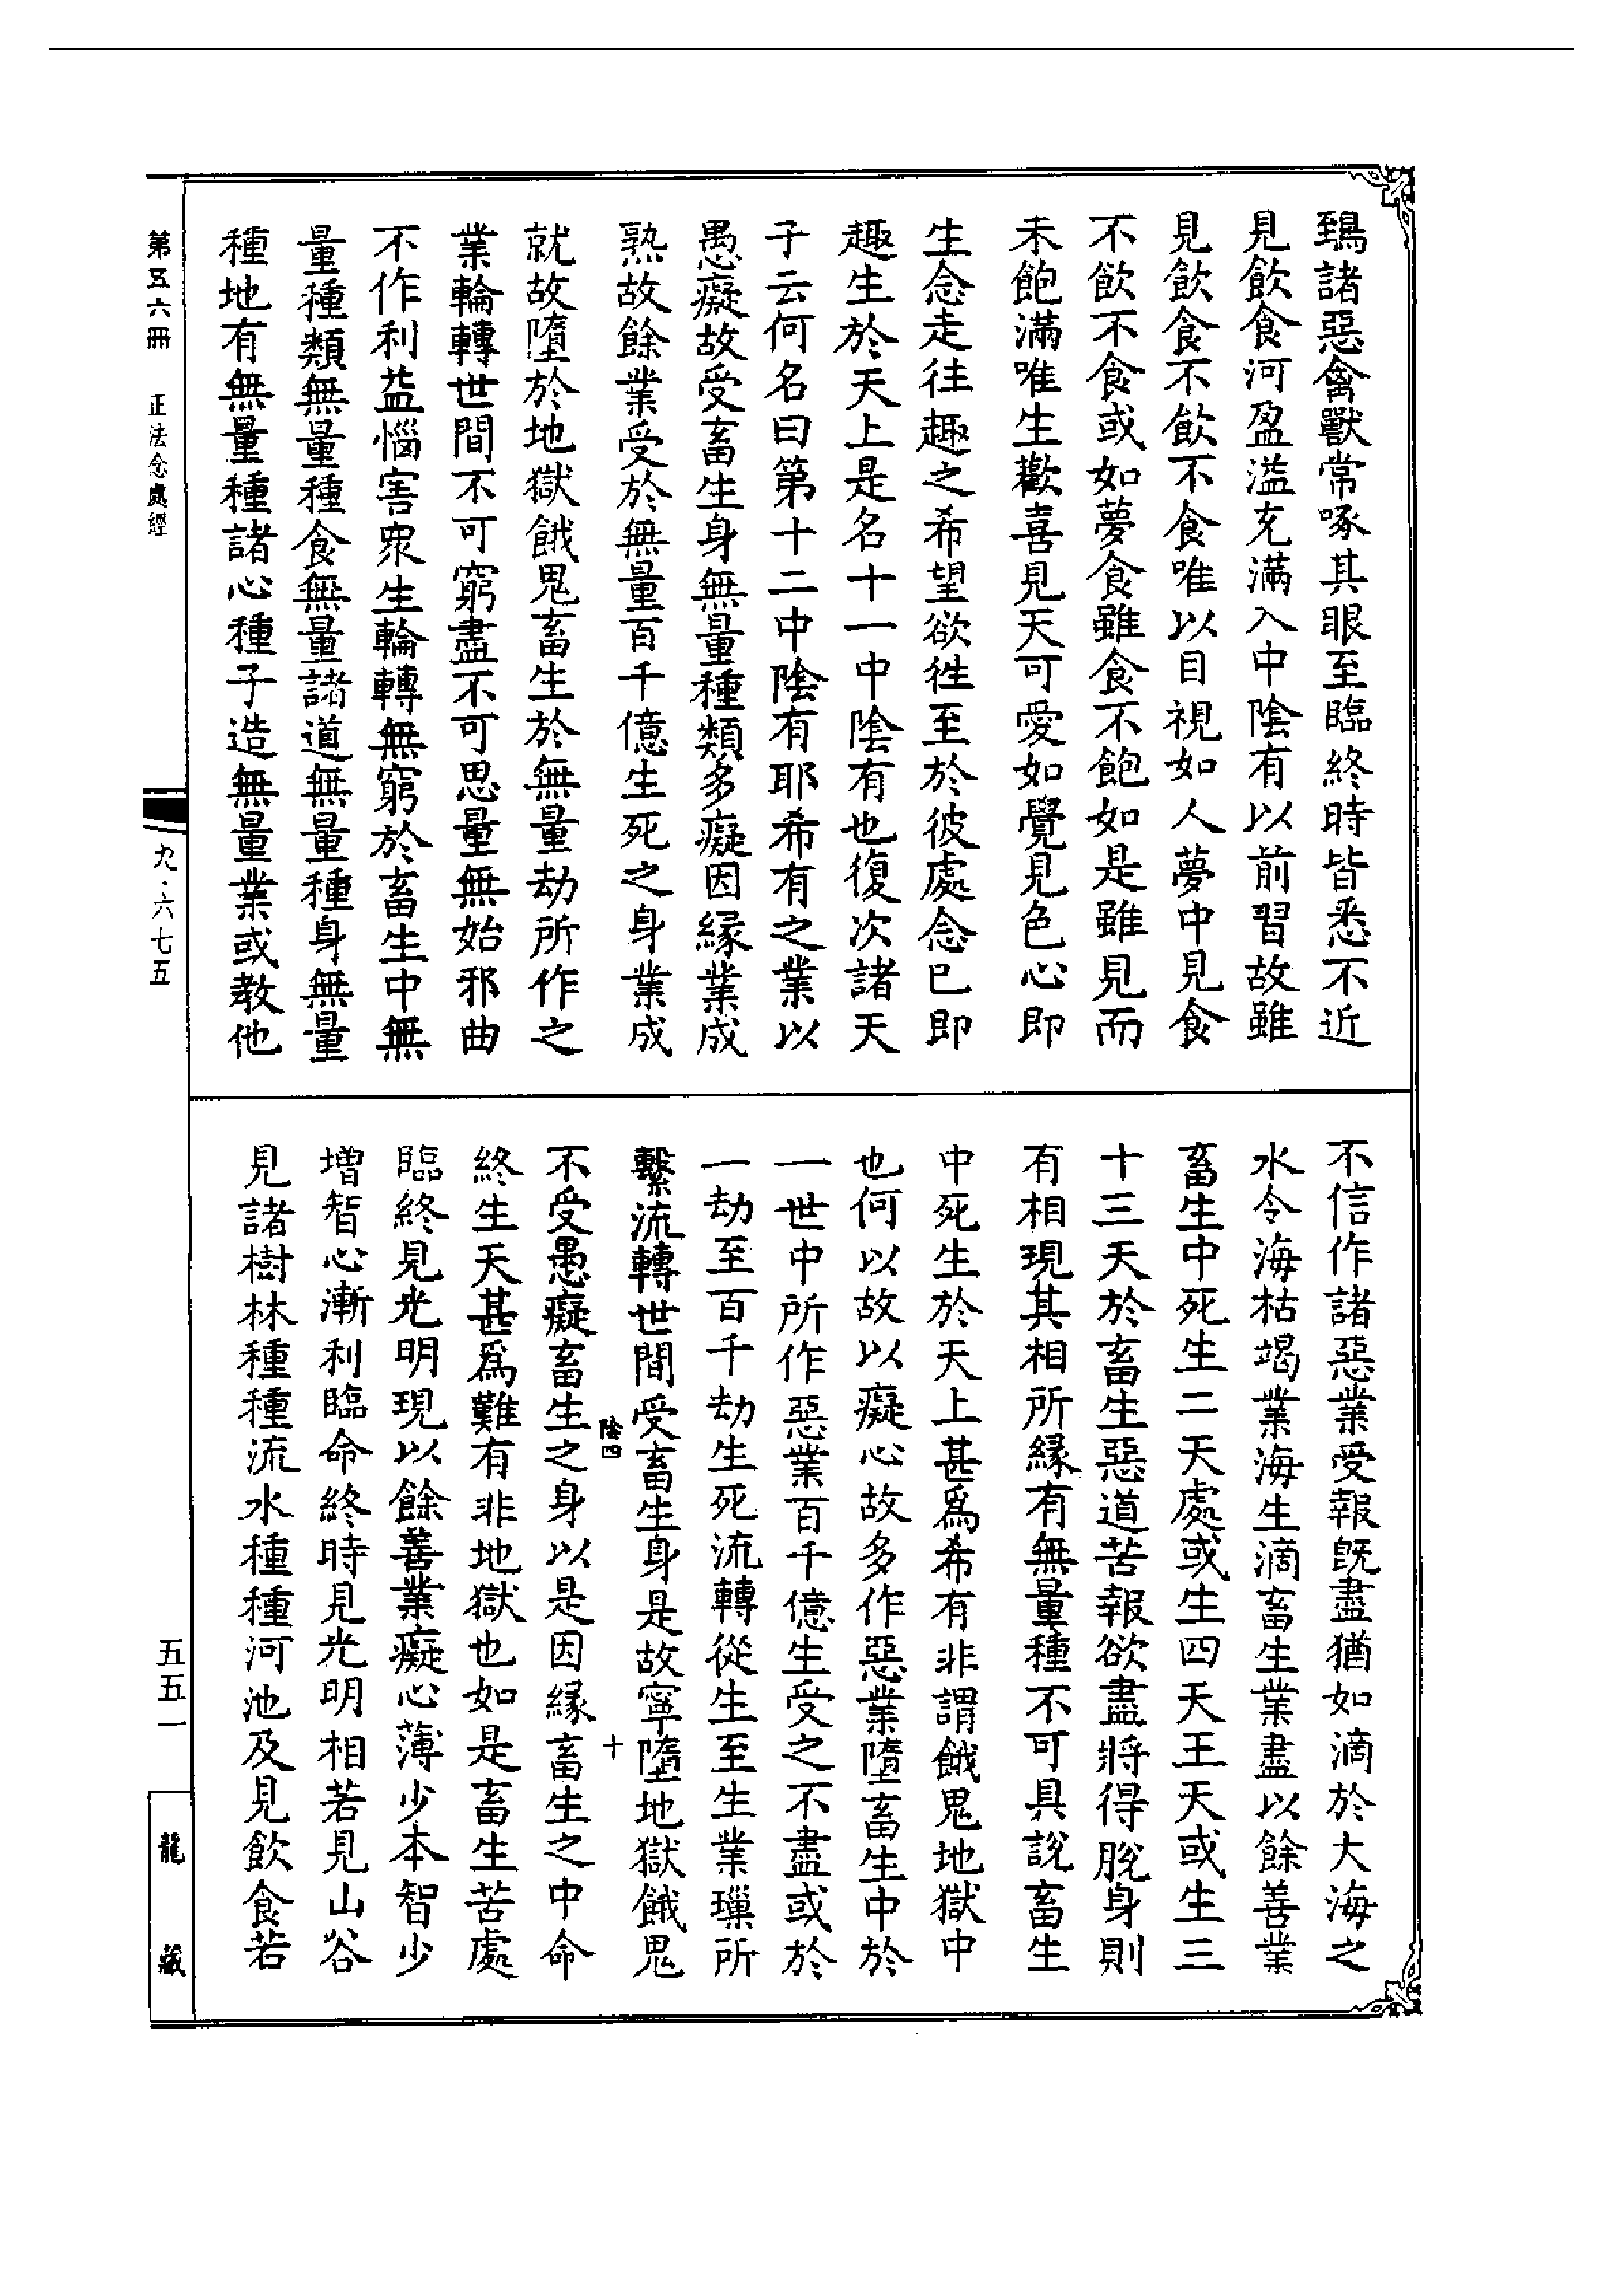 鵄諸惡禽獸常啄其眼至臨終時皆悉不近
見飲食河盈溢充滿入中陰有以前習故雖
見飲食不飲不食唯以目視如人夢中見食
不飲不食或如夢食雖食不飽如是雖見而
未飽滿唯生歡喜見天可愛如覺見色心即
生念走往趣之希望欲徃至於彼處念已即
趣生於天上是名十一中陰有也復次諸天
子云何名曰第十二中陰有耶希有之業以
愚癡故受畜生身無量種類多癡因緣業成
熟故餘業受於無量百千億生死之身業成
就故墮於地獄餓鬼畜生於無量劫所作之
業輪轉世間不可窮盡不可思量無始邪曲
不作利益惱害衆生輪轉無窮於畜生中無
量種類無量種食無量諸道無量種身無量
種地有無量種諸心種子造無量業或教他
不信作諸惡業受報旣盡猶如滴於大海之
水令海枯竭業海生滴畜生業盡以餘善業
畜生中死生二天處或生四天王天或生三
十三天於畜生惡道苦報欲盡將得脫身則
有相現其相所緣有無量種不可具說畜生
中死生於天上甚爲希有非謂餓鬼地獄中
也何以故以癡心故多作惡業墮畜生中於
一世中所作惡業百千億生受之不盡或於
一劫至百千劫生死流轉從生至生業璅所
繫流轉世間受畜生身是故寧墮地獄餓鬼
陰四 十
不受愚癡畜生之身以是因緣畜生之中命
終生天甚爲難有非地獄也如是畜生苦處
臨終見光明現以餘善業癡心薄少本智少
增智心漸利臨命終時見光明相若見山谷
見諸樹林種種流水種種河池及見飲食若
第五六冊 正法念處經
九·六七五
五五一
龍藏